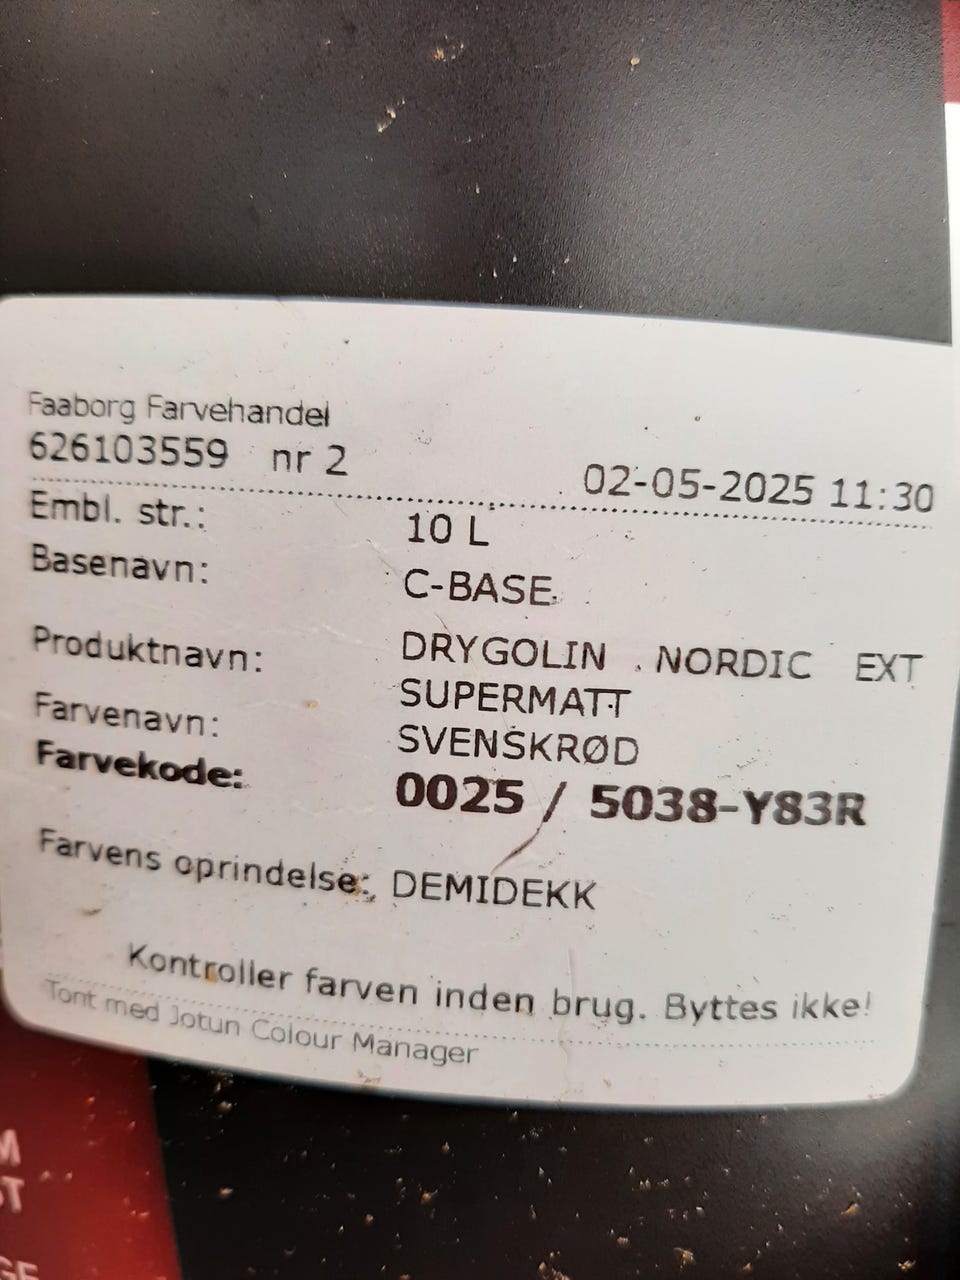 Faaborg Farvehandel
626103559 nr 2 02-05-2025 11:30
Embl. str.: 10 L
Basenavn: C-BASE
Produktnavn: DRYGOLIN NORDIC EXT
SUPERMATT
Farvenavn: SVENSKRØD
Farvekode: 0025 / 5038-Y83R
Farvens oprindelse: DEMIDEKK
Kontroller farven inden brug. Byttes ikke!
Tont med Jotun Colour Manager